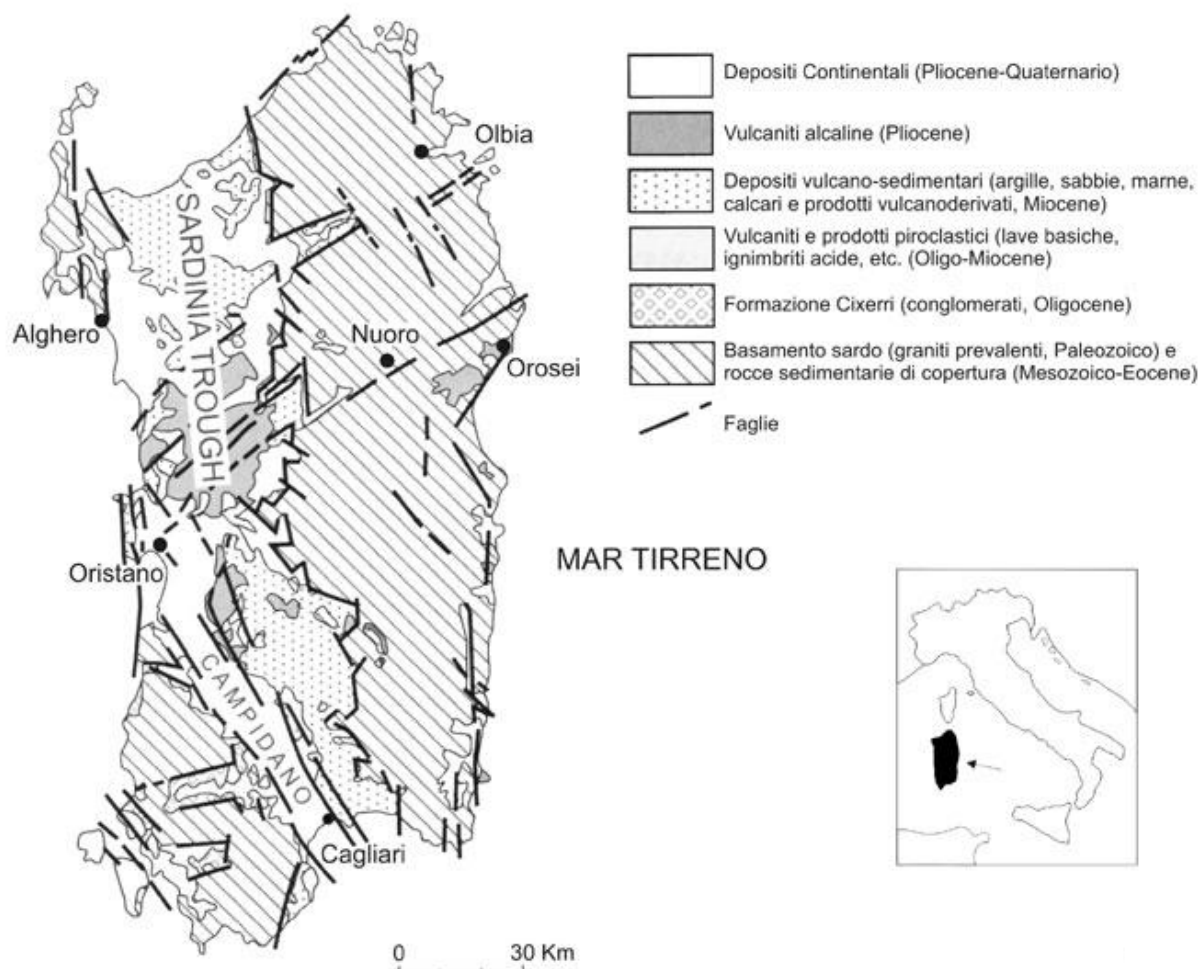 Olbia
SARDINIA TROUGH
Alghero
Nuoro
Orosei
Oristano
MAR TIRRENO
CAMPIDANO
Cagliari
0 30 Km
Depositi Continentali (Pliocene-Quaternario)
Vulcaniti alcaline (Pliocene)
Depositi vulcano-sedimentari (argille, sabbie, marne,
calcari e prodotti vulcanoderivati, Miocene)
Vulcaniti e prodotti piroclastici (lave basiche,
ignimbriti acide, etc. (Oligo-Miocene)
Formazione Cixerri (conglomerati, Oligocene)
Basamento sardo (graniti prevalenti, Paleozoico) e
rocce sedimentarie di copertura (Mesozoico-Eocene)
Faglie